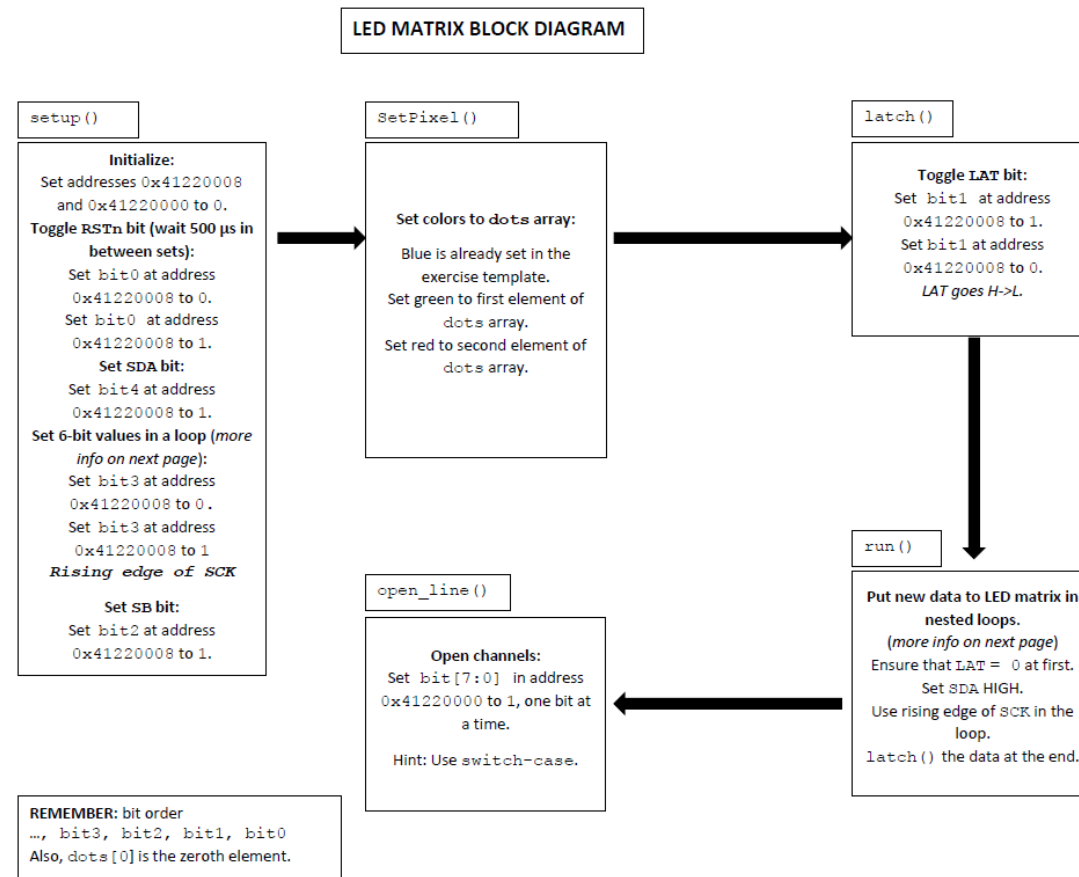 LED MATRIX BLOCK DIAGRAM
setup()
Initialize:
Set addresses 0x41220008
and 0x41220000 to 0.
Toggle RSTn bit (wait 500 µs in
between sets):
Set bit0 at address
0x41220008 to 0.
Set bit0 at address
0x41220008 to 1.
Set SDA bit:
Set bit4 at address
0x41220008 to 1.
Set 6-bit values in a loop (more
info on next page):
Set bit3 at address
0x41220008 to 0.
Set bit3 at address
0x41220008 to 1
Rising edge of SCK
Set SB bit:
Set bit2 at address
0x41220008 to 1.
SetPixel()
Set colors to dots array:
Blue is already set in the
exercise template.
Set green to first element of
dots array.
Set red to second element of
dots array.
latch()
Toggle LAT bit:
Set bit1 at address
0x41220008 to 1.
Set bit1 at address
0x41220008 to 0.
LAT goes H->L.
run()
Put new data to LED matrix in
nested loops.
(more info on next page)
Ensure that LAT = 0 at first.
Set SDA HIGH.
Use rising edge of SCK in the
loop.
latch() the data at the end.
open_line()
Open channels:
Set bit[7:0] in address
0x41220000 to 1, one bit at
a time.
Hint: Use switch-case.
REMEMBER: bit order
…, bit3, bit2, bit1, bit0
Also, dots[0] is the zeroth element.